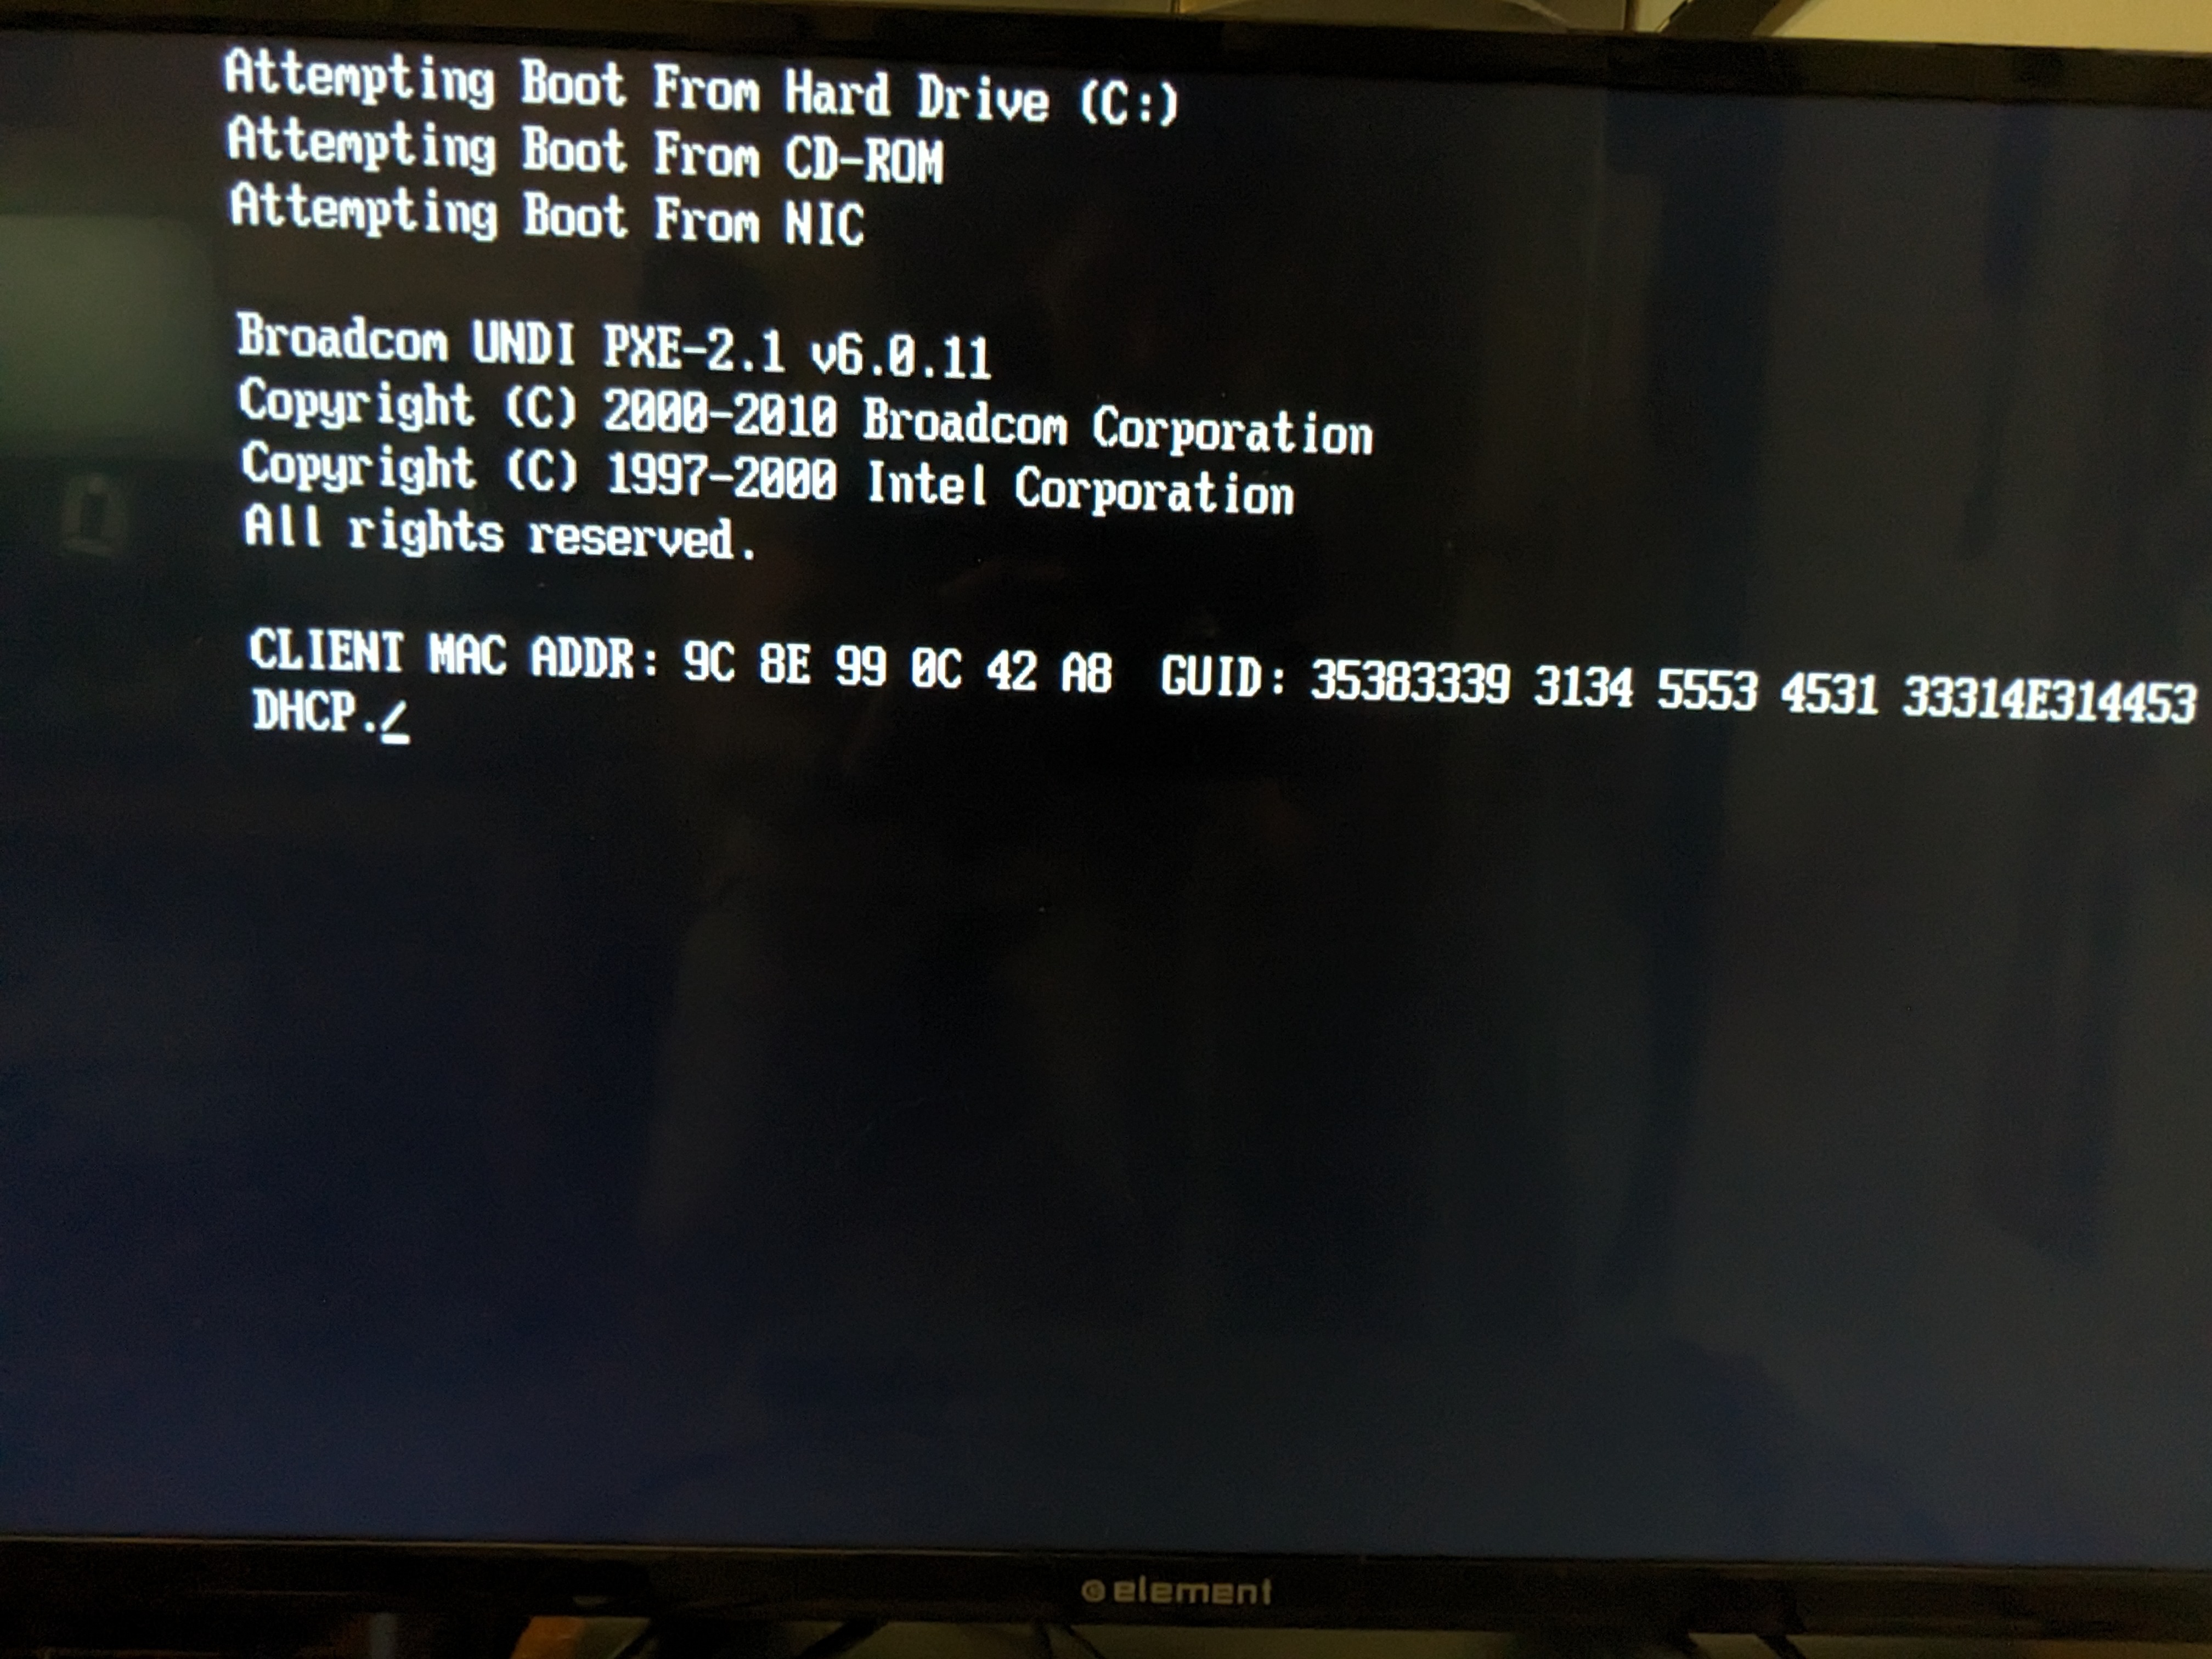 Attempting Boot From Hard Drive (C:)
Attempting Boot From CD-ROM
Attempting Boot From NIC
Broadcom UNDI PXE-2.1 v6.0.11
Copyright (C) 2000-2010 Broadcom Corporation
Copyright (C) 1997-2000 Intel Corporation
All rights reserved.
CLIENT MAC ADDR: 9C 8E 99 0C 42 A8  GUID: 35383339 3134 5553 4531 33314E314453
DHCP./
element